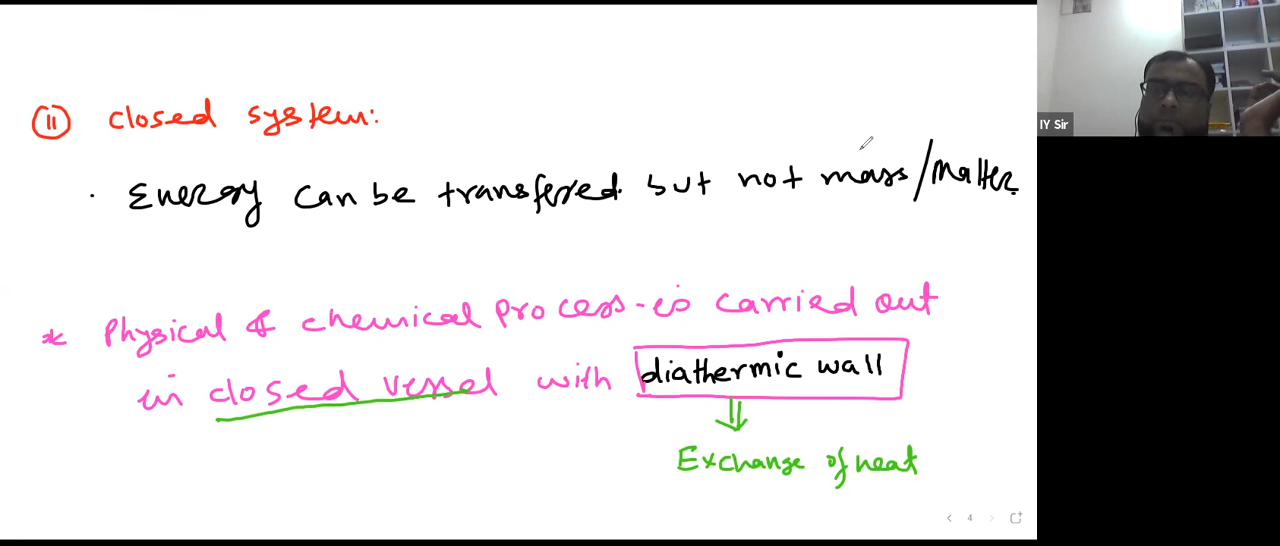 (ii) closed system:
IY Sir
· Energy can be transferred but not mass/matter
* Physical & chemical process-es carried out
in closed vessel with diathermic wall
Exchange of heat
4